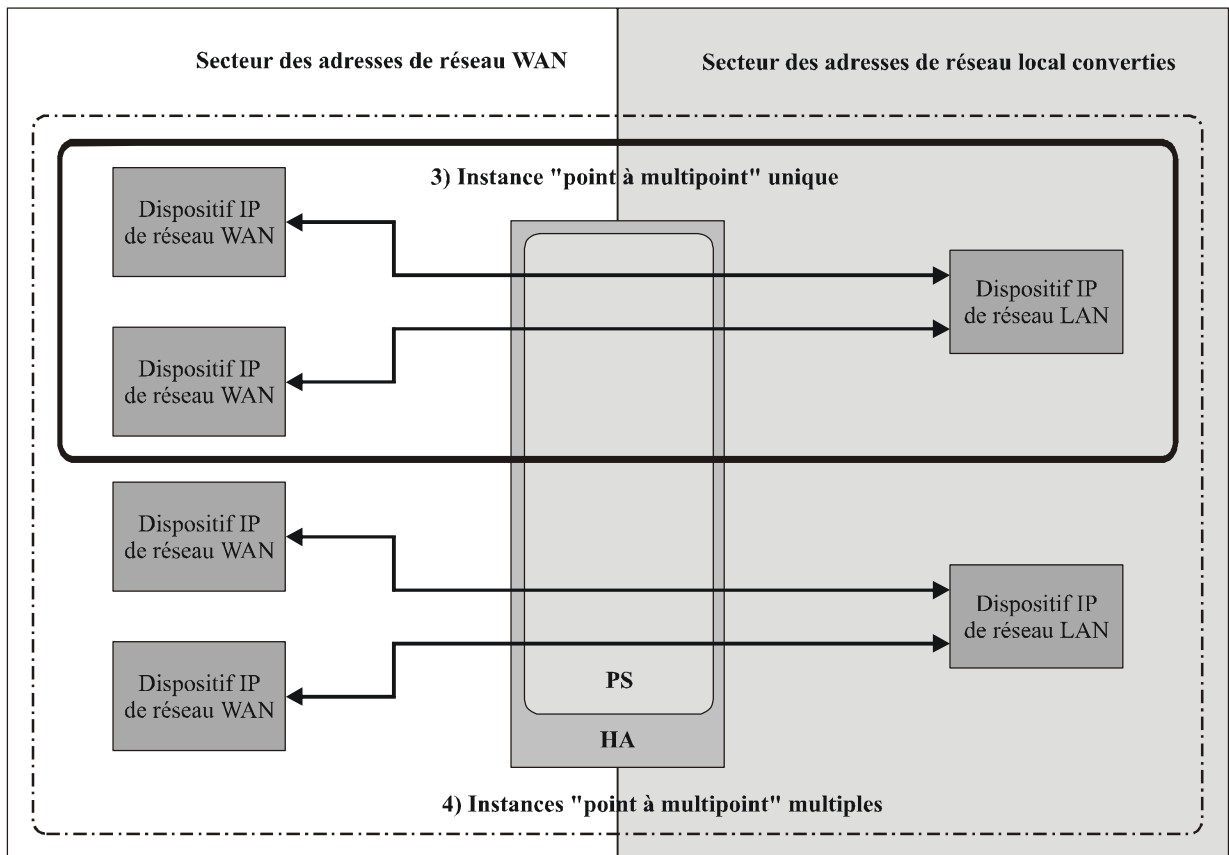 Secteur des adresses de réseau WAN
Secteur des adresses de réseau local converties
3) Instance "point à multipoint" unique
Dispositif IP
de réseau WAN
Dispositif IP
de réseau LAN
Dispositif IP
de réseau WAN
Dispositif IP
de réseau WAN
Dispositif IP
de réseau LAN
Dispositif IP
de réseau WAN
PS
HA
4) Instances "point à multipoint" multiples